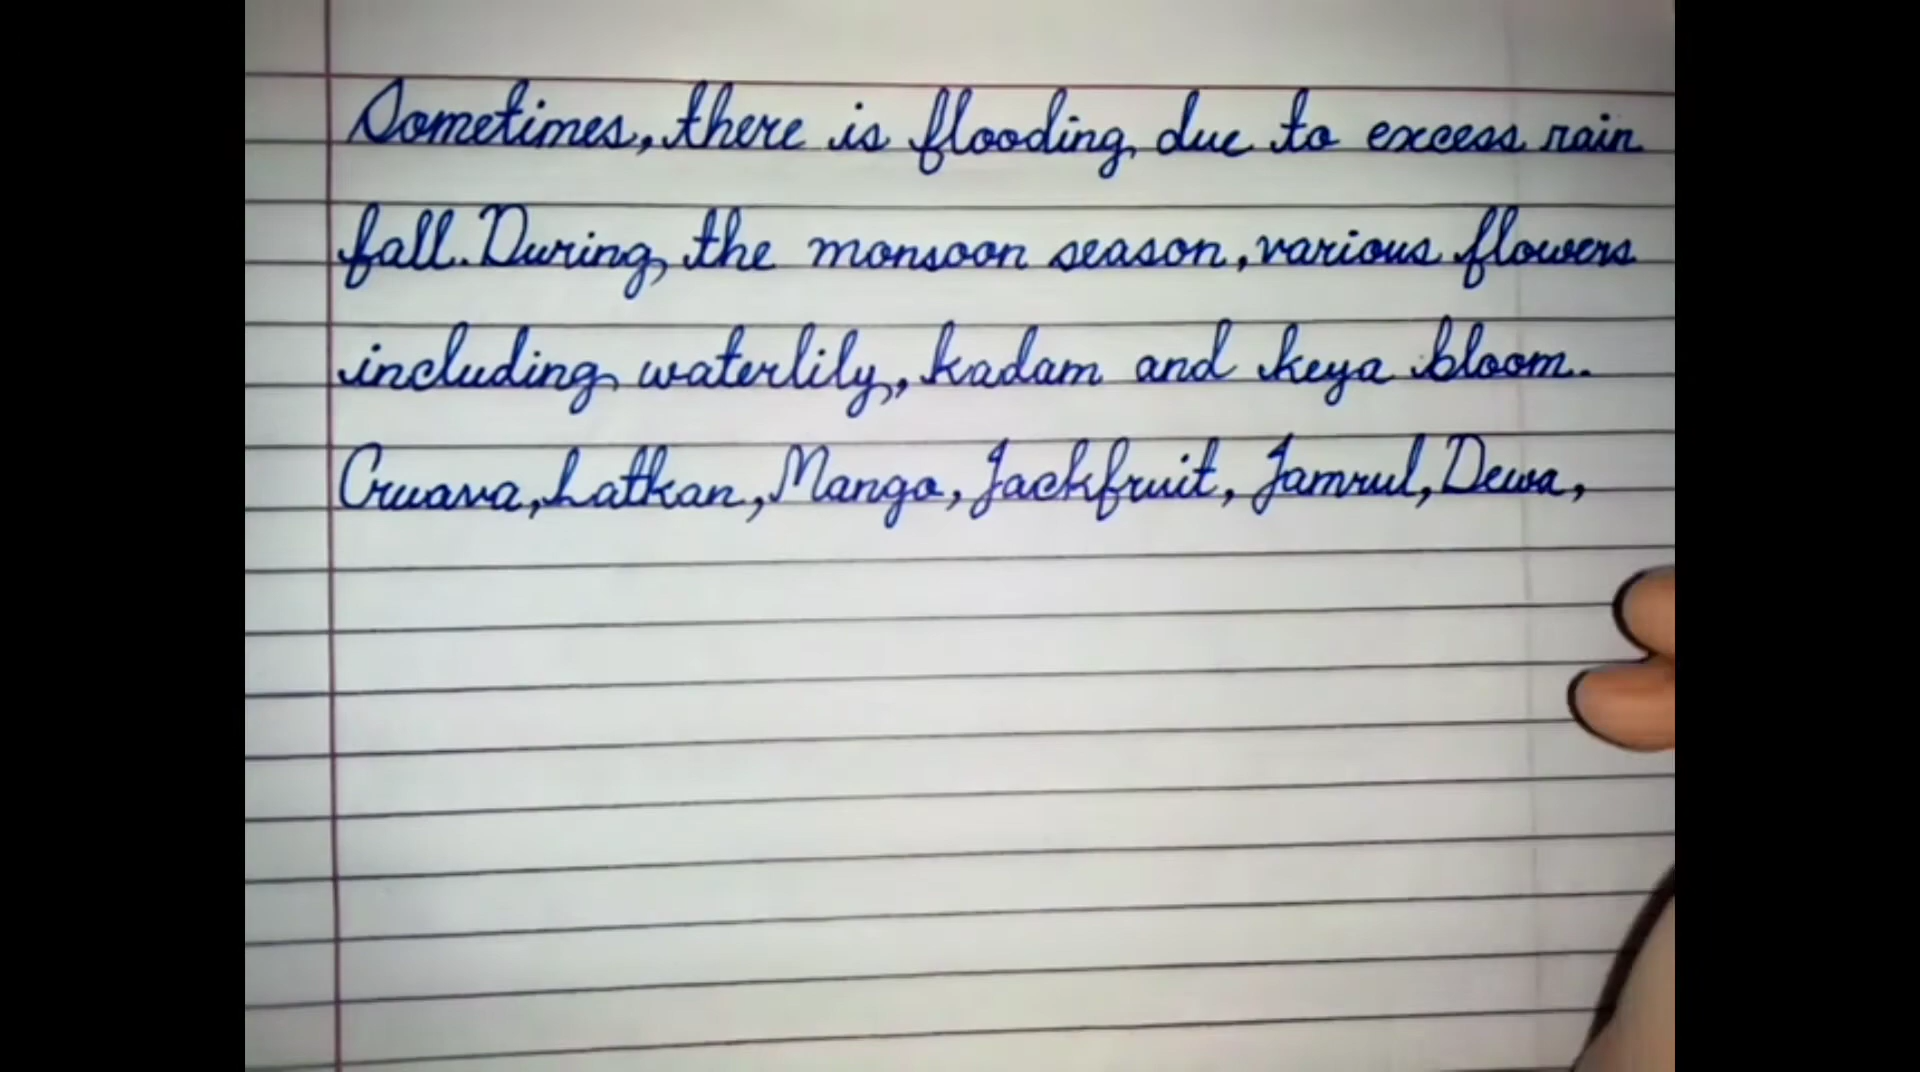 Sometimes, there is flooding due to excess rain
fall. During the monsoon season, various flowers
including waterlily, kadam and keya bloom.
Guava, Latkan, Mango, Jackfruit, Jamrul, Dewa,